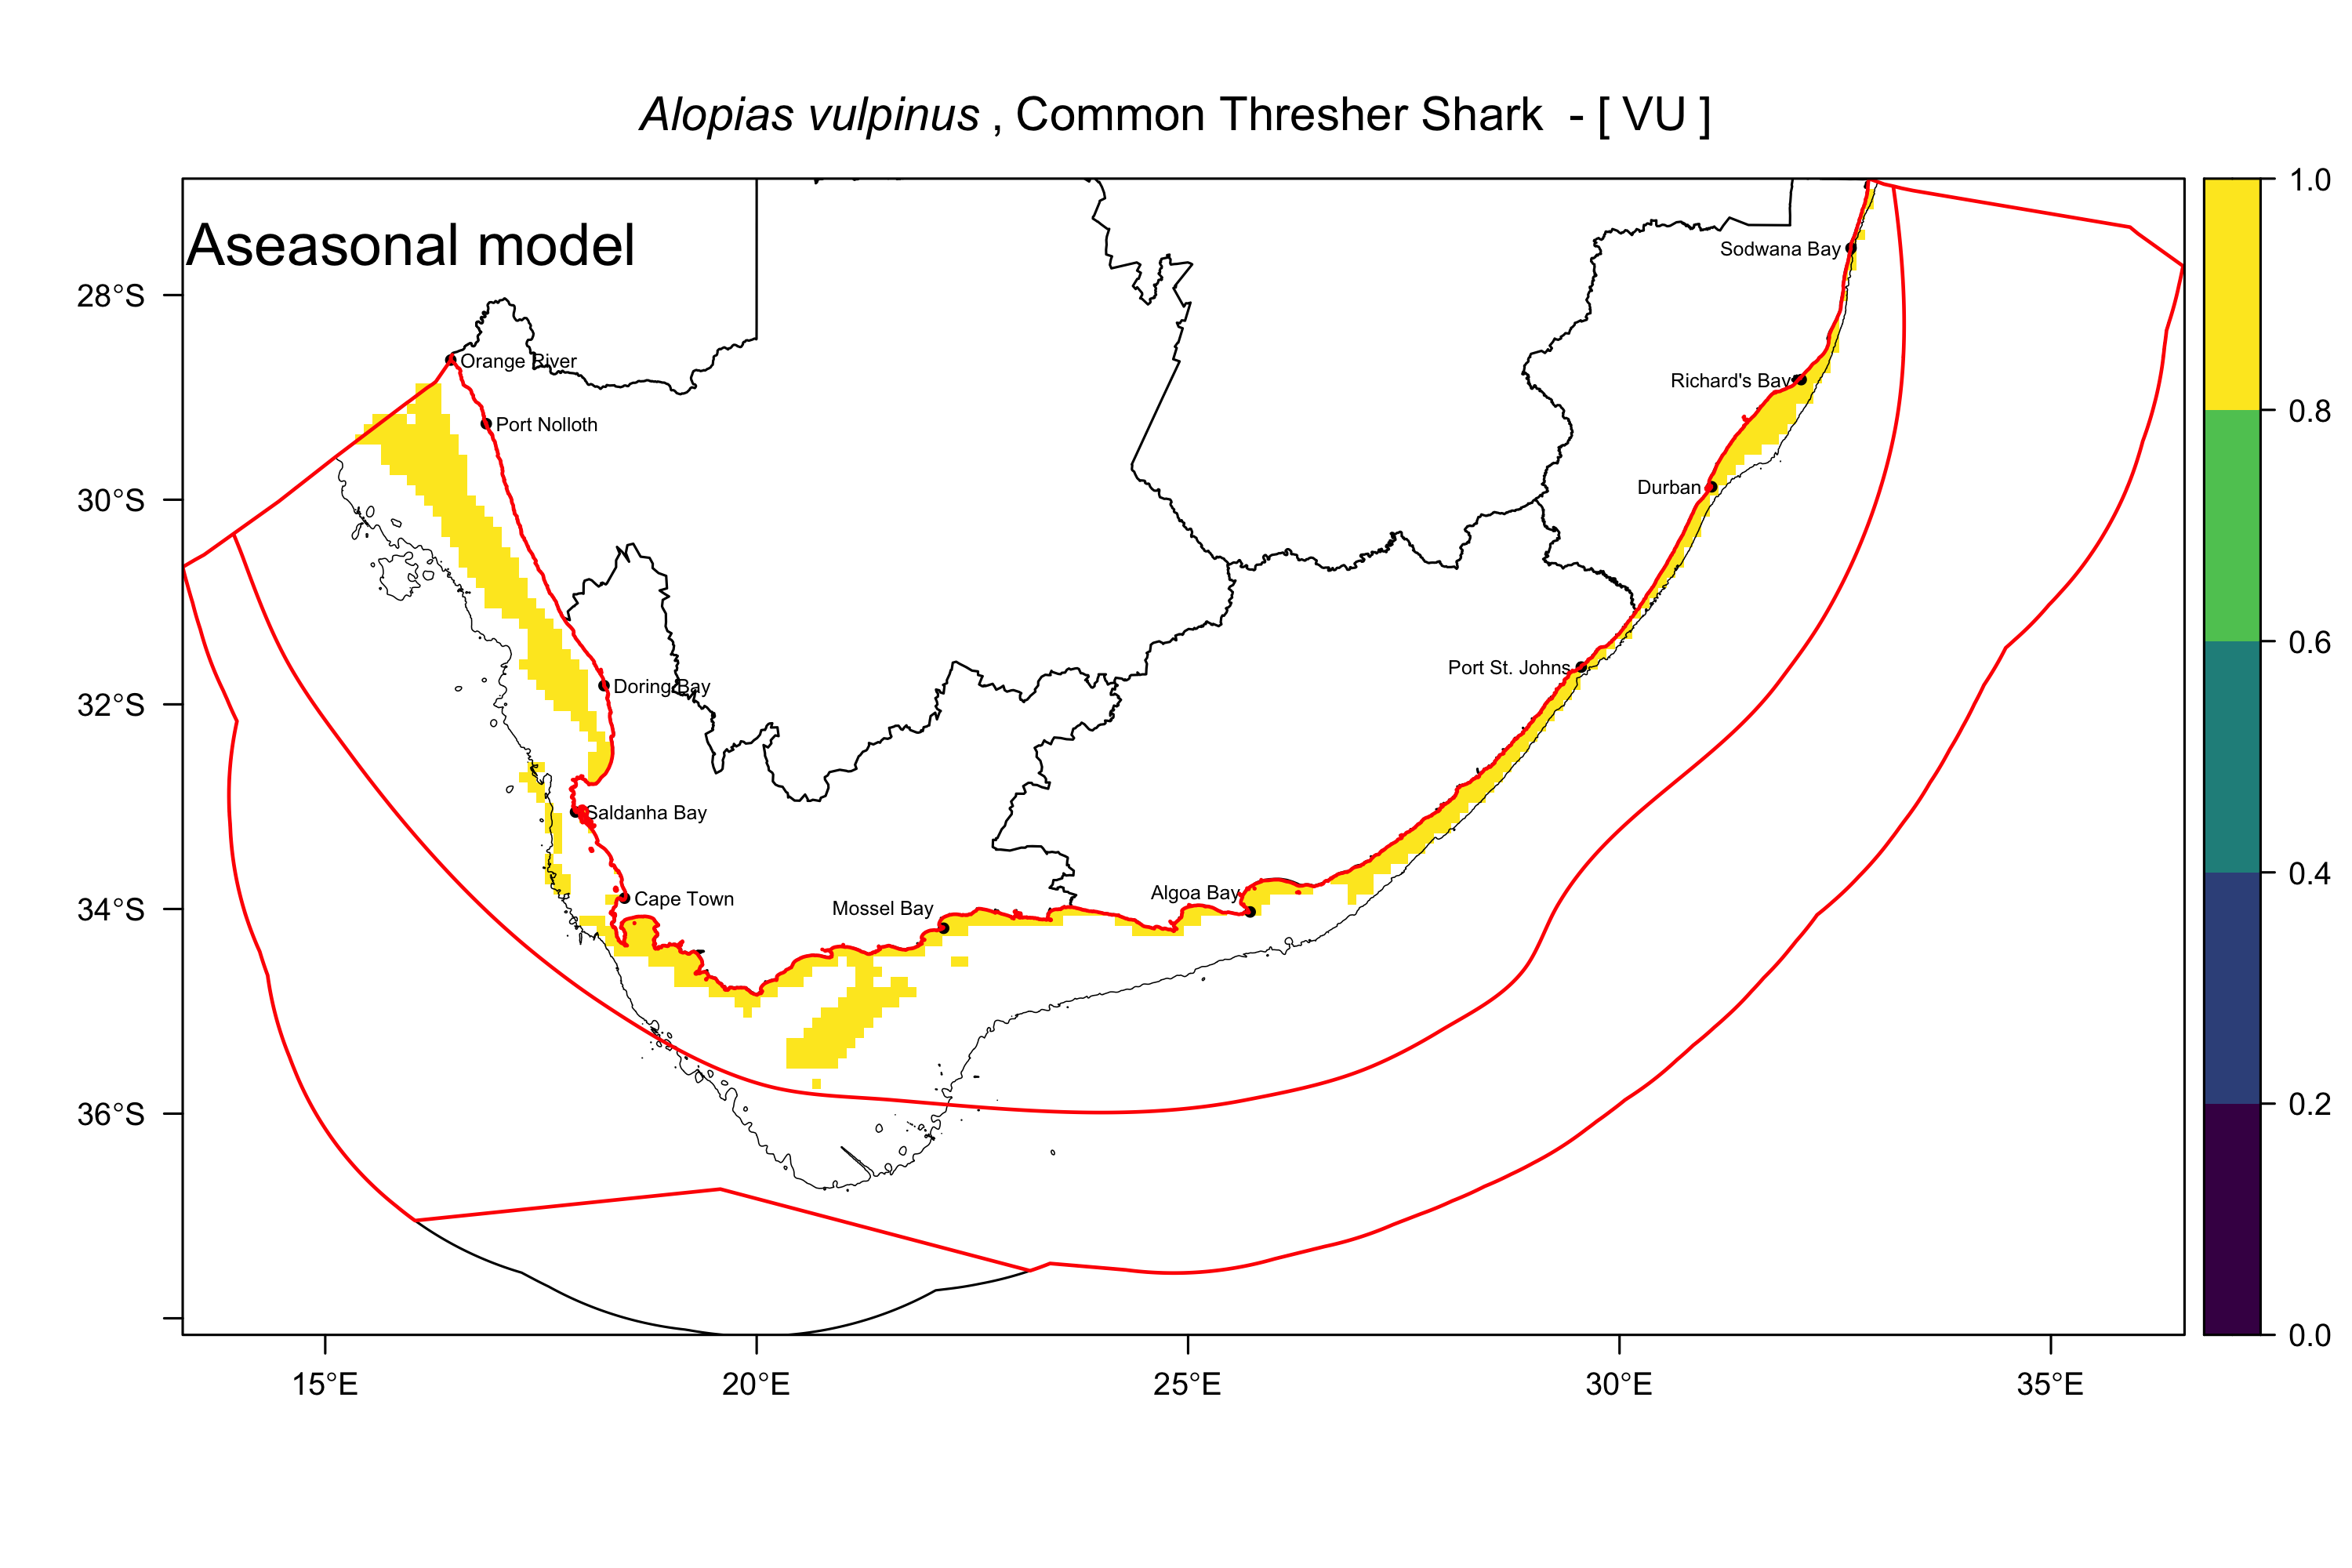 Alopias vulpinus , Common Thresher Shark - [ VU ]
Aseasonal model
1.0
0.8
0.6
0.4
0.2
0.0
28°S
30°S
32°S
34°S
36°S
15°E
20°E
25°E
30°E
35°E
Sodwana Bay
Orange River
Richard's Bay
Port Nolloth
Durban
Port St. Johns
Doring Bay
Saldanha Bay
Algoa Bay
Cape Town
Mossel Bay